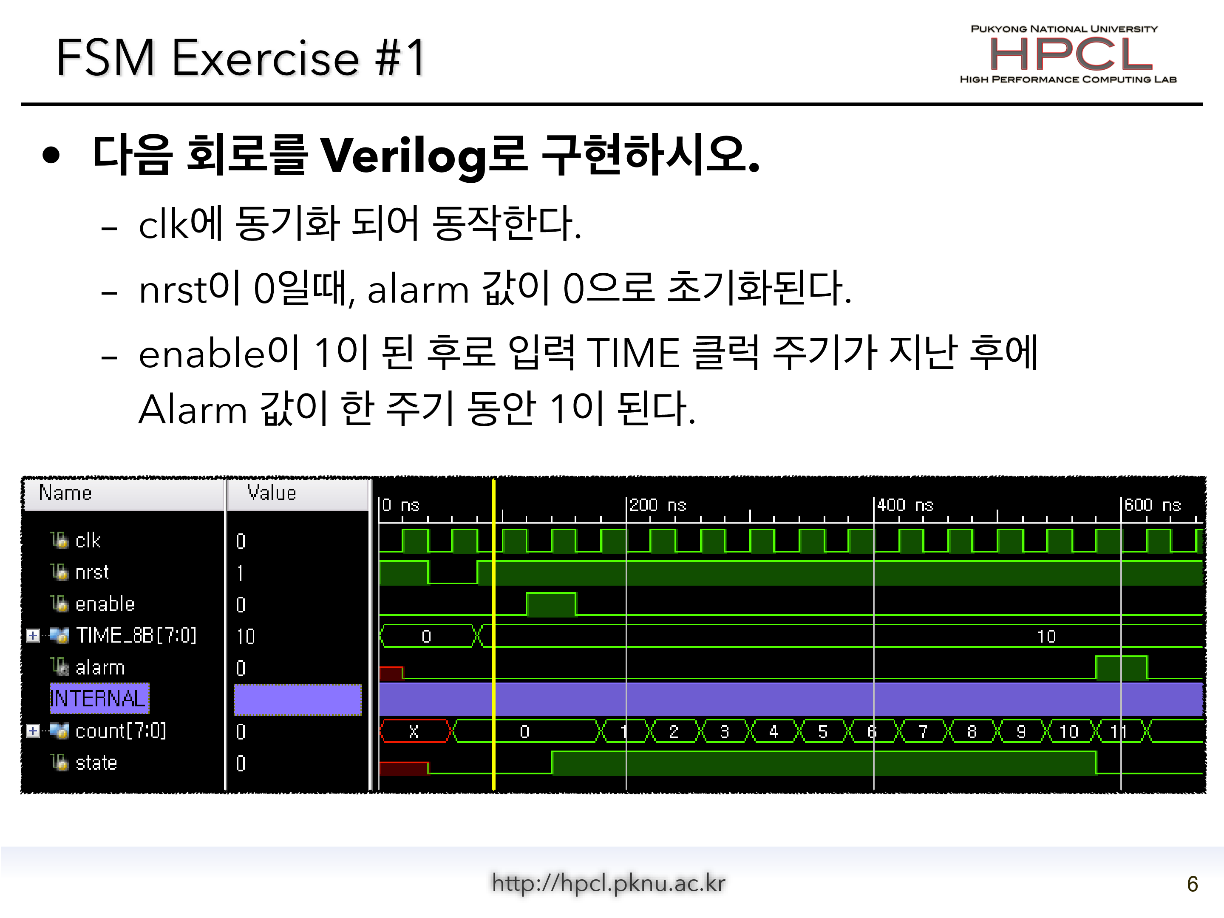 FSM Exercise #1
PUKYONG NATIONAL UNIVERSITY
HPCL
HIGH PERFORMANCE COMPUTING LAB
• 다음 회로를 Verilog로 구현하시오.
– clk에 동기화 되어 동작한다.
– nrst이 0일때, alarm 값이 0으로 초기화된다.
– enable이 1이 된 후로 입력 TIME 클럭 주기가 지난 후에
Alarm 값이 한 주기 동안 1이 된다.
Name Value 0 ns 200 ns 400 ns 600 ns
clk 0
nrst 1
enable 0
TIME_8B[7:0] 10 0 10
alarm 0
INTERNAL
count[7:0] 0 X 0 1 2 3 4 5 6 7 8 9 10 11
state 0
http://hpcl.pknu.ac.kr
6